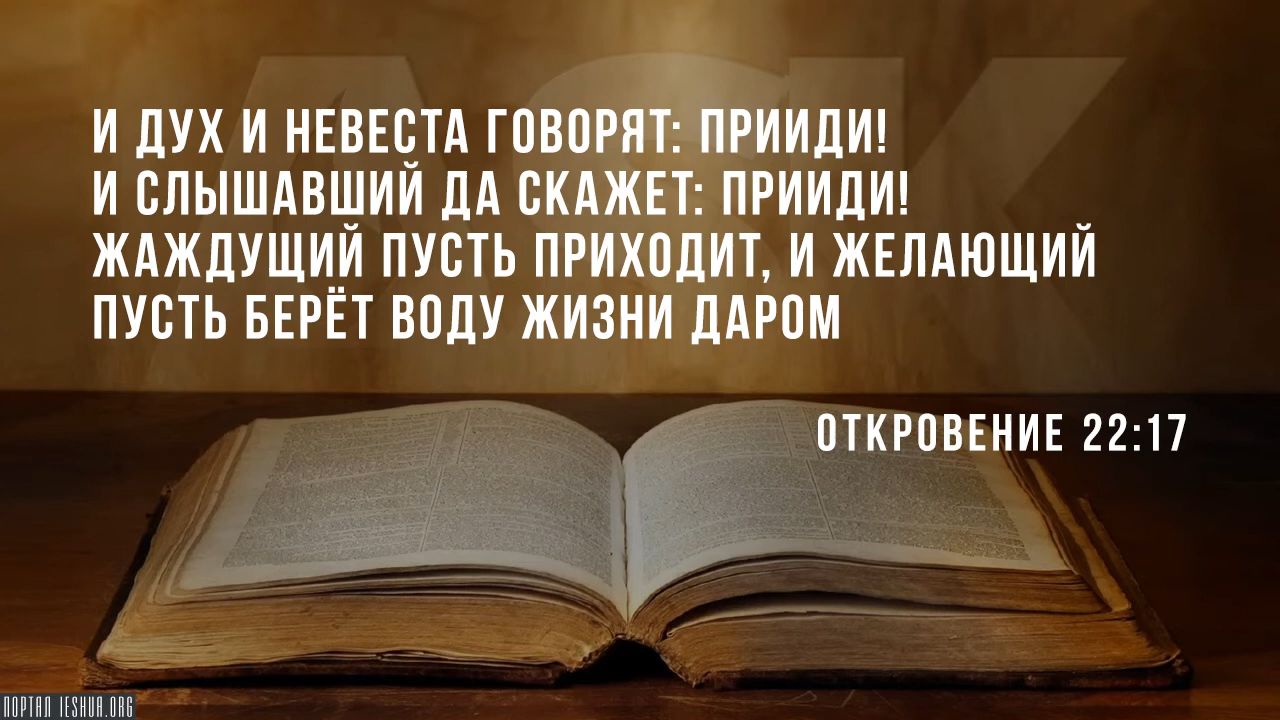 ASK
И ДУХ И НЕВЕСТА ГОВОРЯТ: ПРИИДИ!
И СЛЫШАВШИЙ ДА СКАЖЕТ: ПРИИДИ!
ЖАЖДУЩИЙ ПУСТЬ ПРИХОДИТ, И ЖЕЛАЮЩИЙ
ПУСТЬ БЕРЁТ ВОДУ ЖИЗНИ ДАРОМ
ОТКРОВЕНИЕ 22:17
ПОРТАЛ IESHUA.ORG